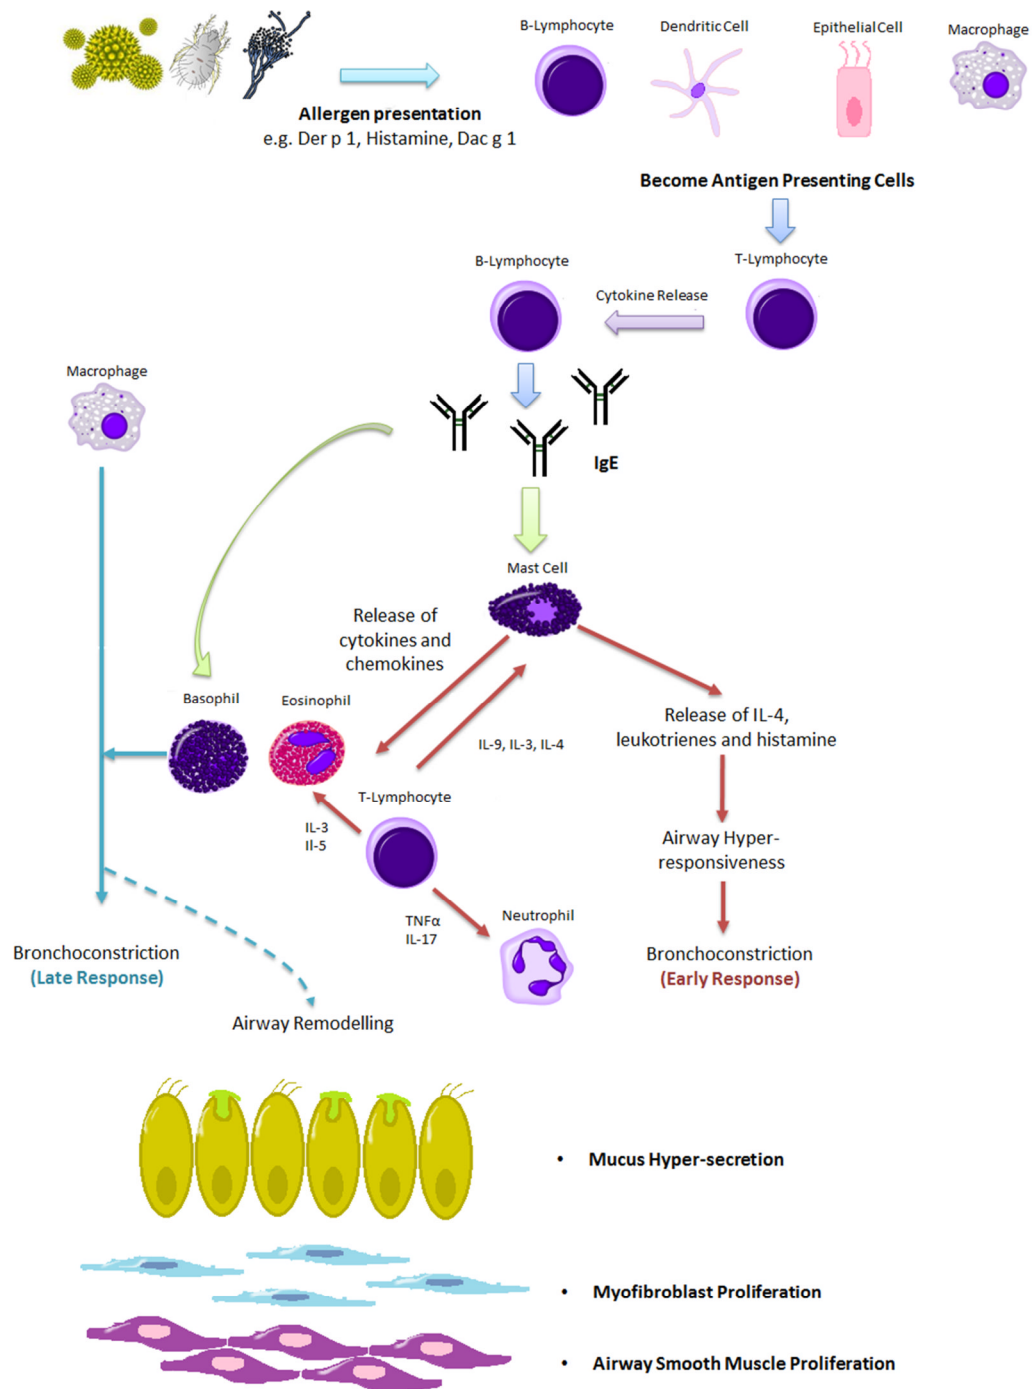 B-Lymphocyte
Dendritic Cell
Epithelial Cell
Macrophage
Allergen presentation
e.g. Der p 1, Histamine, Dac g 1
Become Antigen Presenting Cells
B-Lymphocyte
T-Lymphocyte
Cytokine Release
Macrophage
IgE
Mast Cell
Release of
cytokines and
chemokines
Basophil
Eosinophil
IL-9, IL-3, IL-4
Release of IL-4,
leukotrienes and histamine
T-Lymphocyte
IL-3
Il-5
Airway Hyper-
responsiveness
TNFα
IL-17
Neutrophil
Bronchoconstriction
(Late Response)
Bronchoconstriction
(Early Response)
Airway Remodelling
• Mucus Hyper-secretion
• Myofibroblast Proliferation
• Airway Smooth Muscle Proliferation